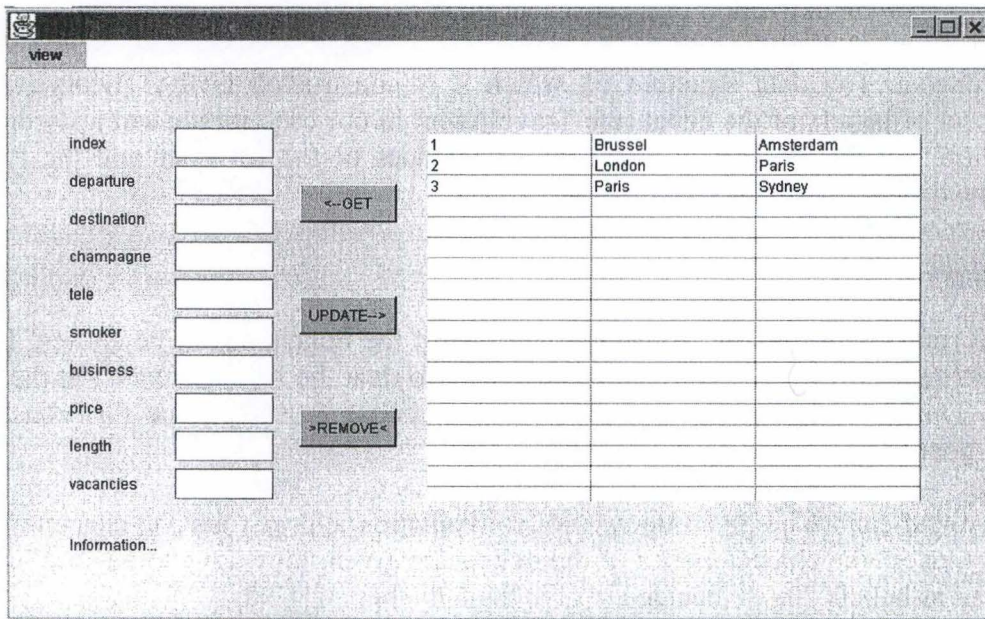 view
index
departure
destination
champagne
tele
smoker
business
price
length
vacancies
Information...
<--GET
UPDATE-->
>REMOVE<
1 Brussel Amsterdam
2 London Paris
3 Paris Sydney